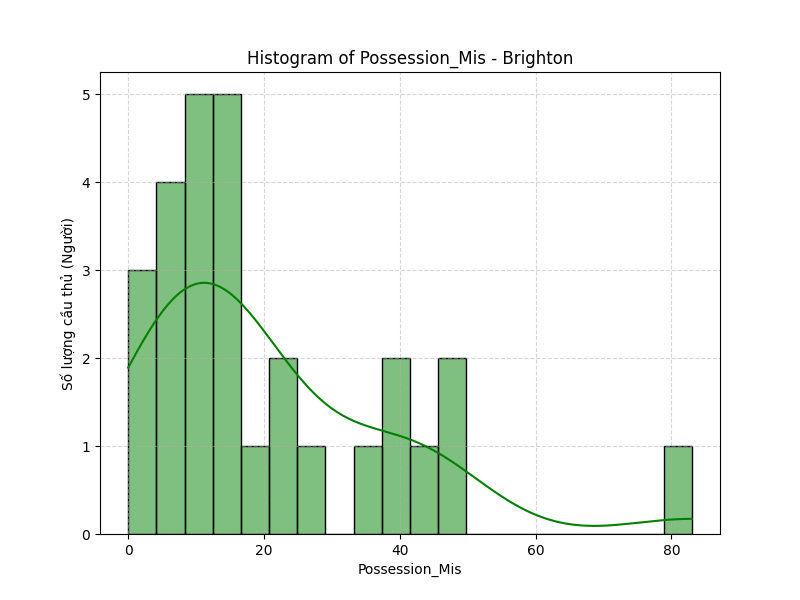 Histogram of Possession_Mis - Brighton
Số lượng cầu thủ (Người)
5
4
3
2
1
0
0 20 40 60 80
Possession_Mis